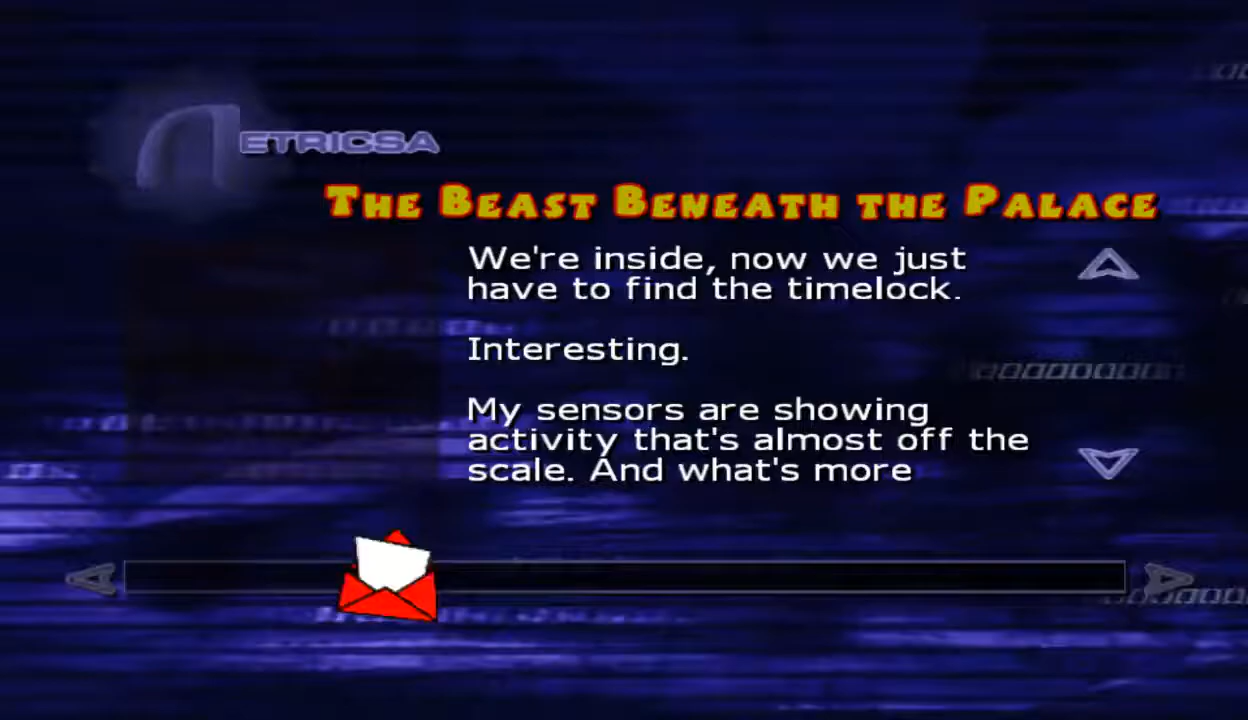 NETRICSA
The Beast Beneath the Palace
We're inside, now we just
have to find the timelock.
Interesting.
My sensors are showing
activity that's almost off the
scale. And what's more